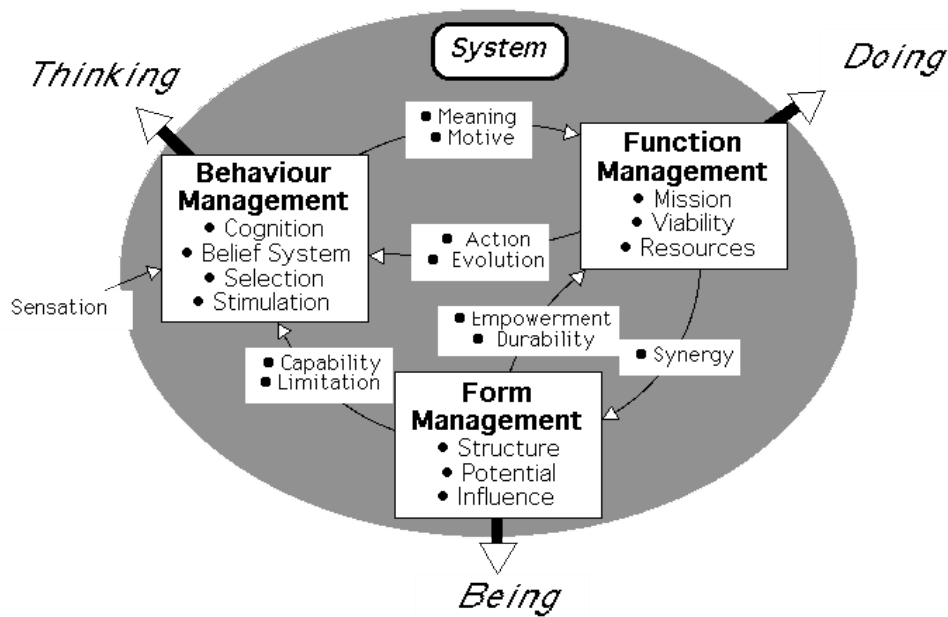 System
Thinking
Doing
• Meaning
• Motive
Behaviour
Management
• Cognition
• Belief System
• Selection
• Stimulation
Function
Management
• Mission
• Viability
• Resources
• Action
• Evolution
Sensation
• Empowerment
• Durability
• Synergy
• Capability
• Limitation
Form
Management
• Structure
• Potential
• Influence
Being